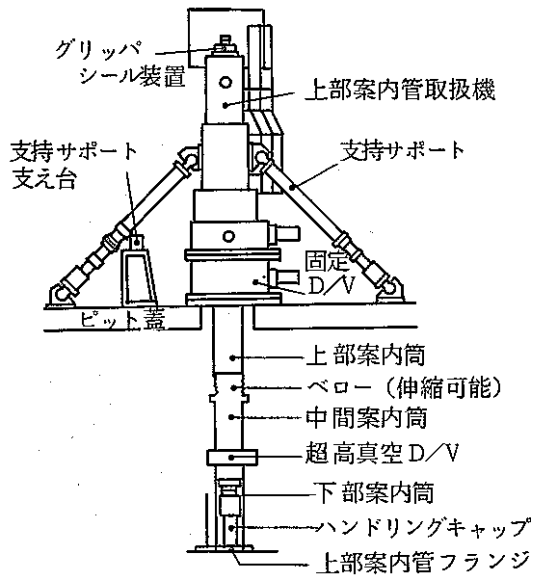 グリッパ
シール装置
上部案内管取扱機
支持サポート
支え台
支持サポート
固定
D/V
ピット蓋
上部案内筒
ベロー（伸縮可能）
中間案内筒
超高真空D/V
下部案内筒
ハンドリングキャップ
上部案内管フランジ